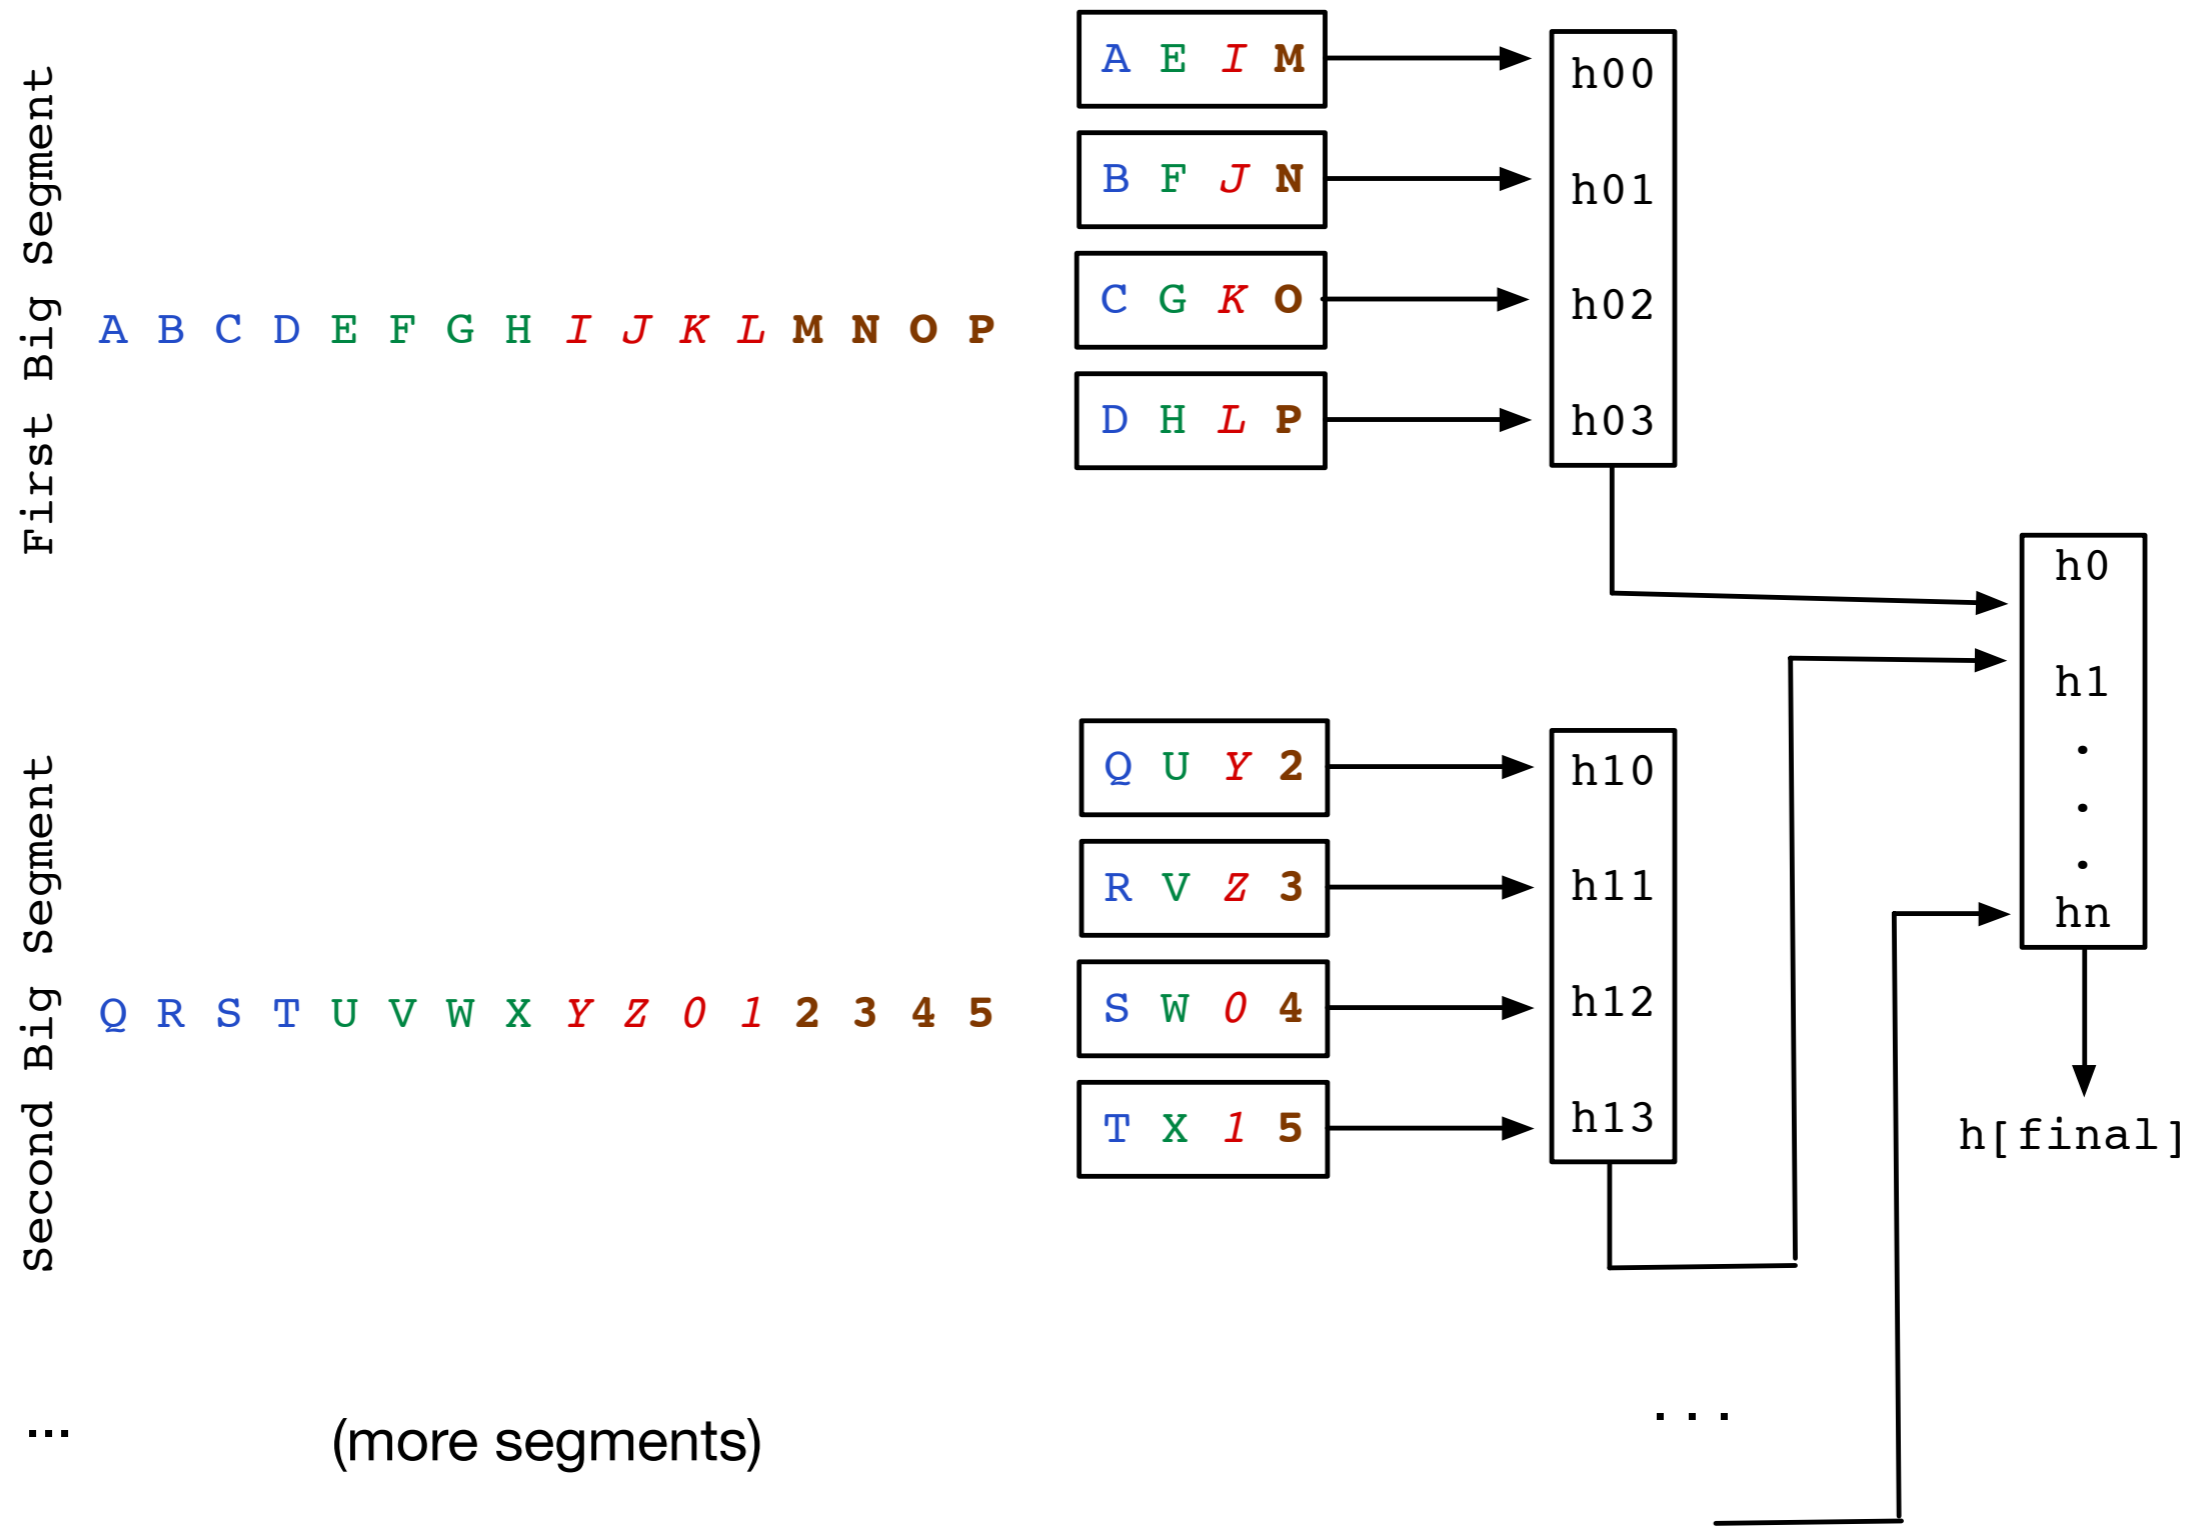 First Big Segment
A B C D E F G H I J K L M N O P
A E I M
B F J N
C G K O
D H L P
h00
h01
h02
h03
Second Big Segment
Q R S T U V W X Y Z 0 1 2 3 4 5
Q U Y 2
R V Z 3
S W 0 4
T X 1 5
h10
h11
h12
h13
h0
h1
.
.
.
hn
h[final]
...
(more segments)
...